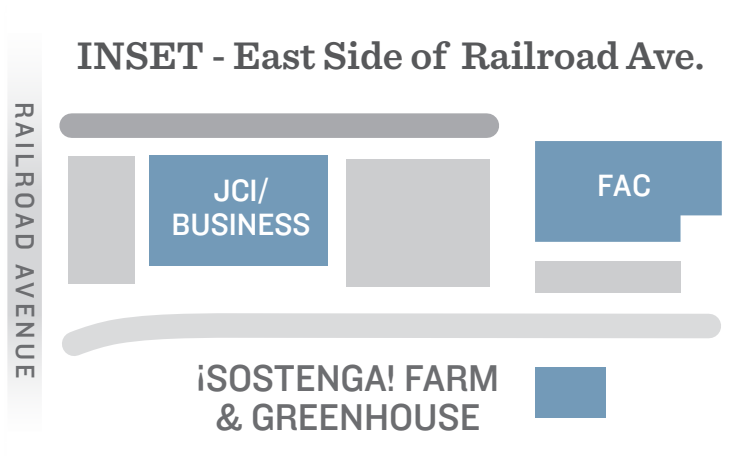 INSET - East Side of Railroad Ave.
RAILROAD AVENUE
JCI/
BUSINESS
FAC
¡SOSTENGA! FARM
& GREENHOUSE